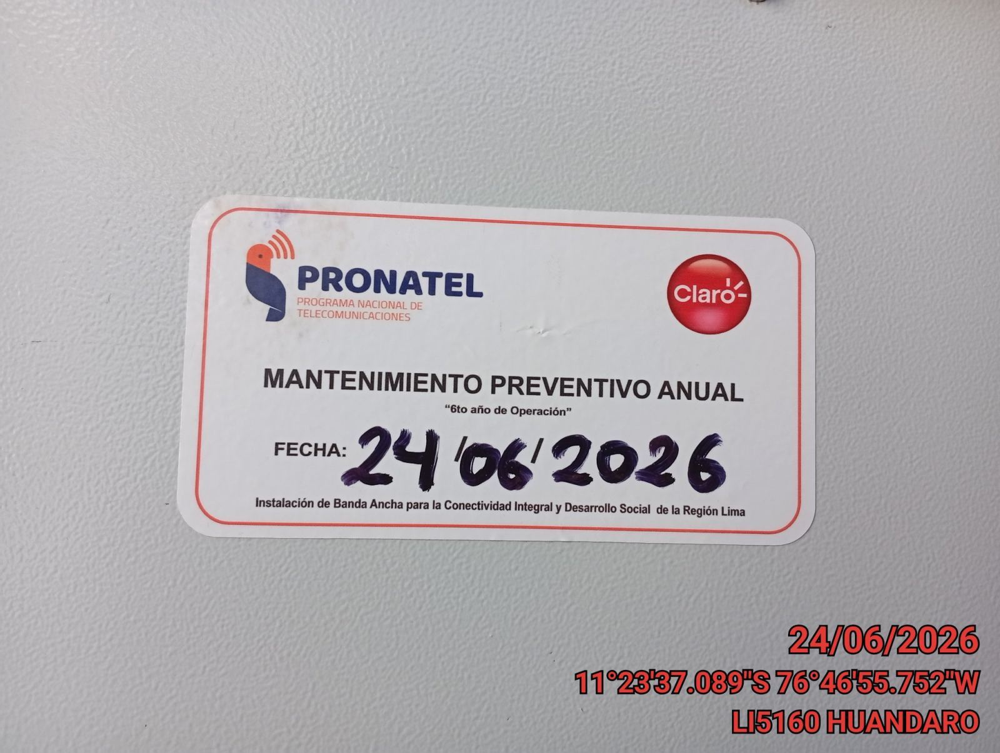 PRONATEL
PROGRAMA NACIONAL DE
TELECOMUNICACIONES
Claro
MANTENIMIENTO PREVENTIVO ANUAL
“6to año de Operación”
FECHA: 24/06/2026
Instalación de Banda Ancha para la Conectividad Integral y Desarrollo Social de la Región Lima
24/06/2026
11°23'37.089"S 76°46'55.752"W
LI5160 HUANDARO